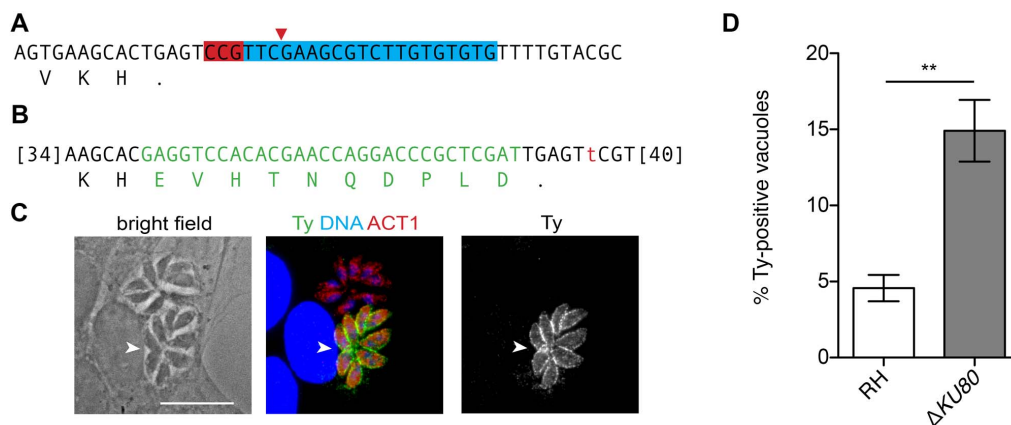 A
AGTGAAGCACTGAGTCCGTTCGAAGCGTCTTGTGTGTGTTTTGTACGC
V K H .
B
[34]AAGCACGAGGTCCACACGAACCAGGACCCGCTCGATTGAGTtCGT[40]
K H E V H T N Q D P L D .
C
bright field
Ty DNA ACT1
Ty
D
% Ty-positive vacuoles
20
15
10
5
0
**
RH
ΔKU80